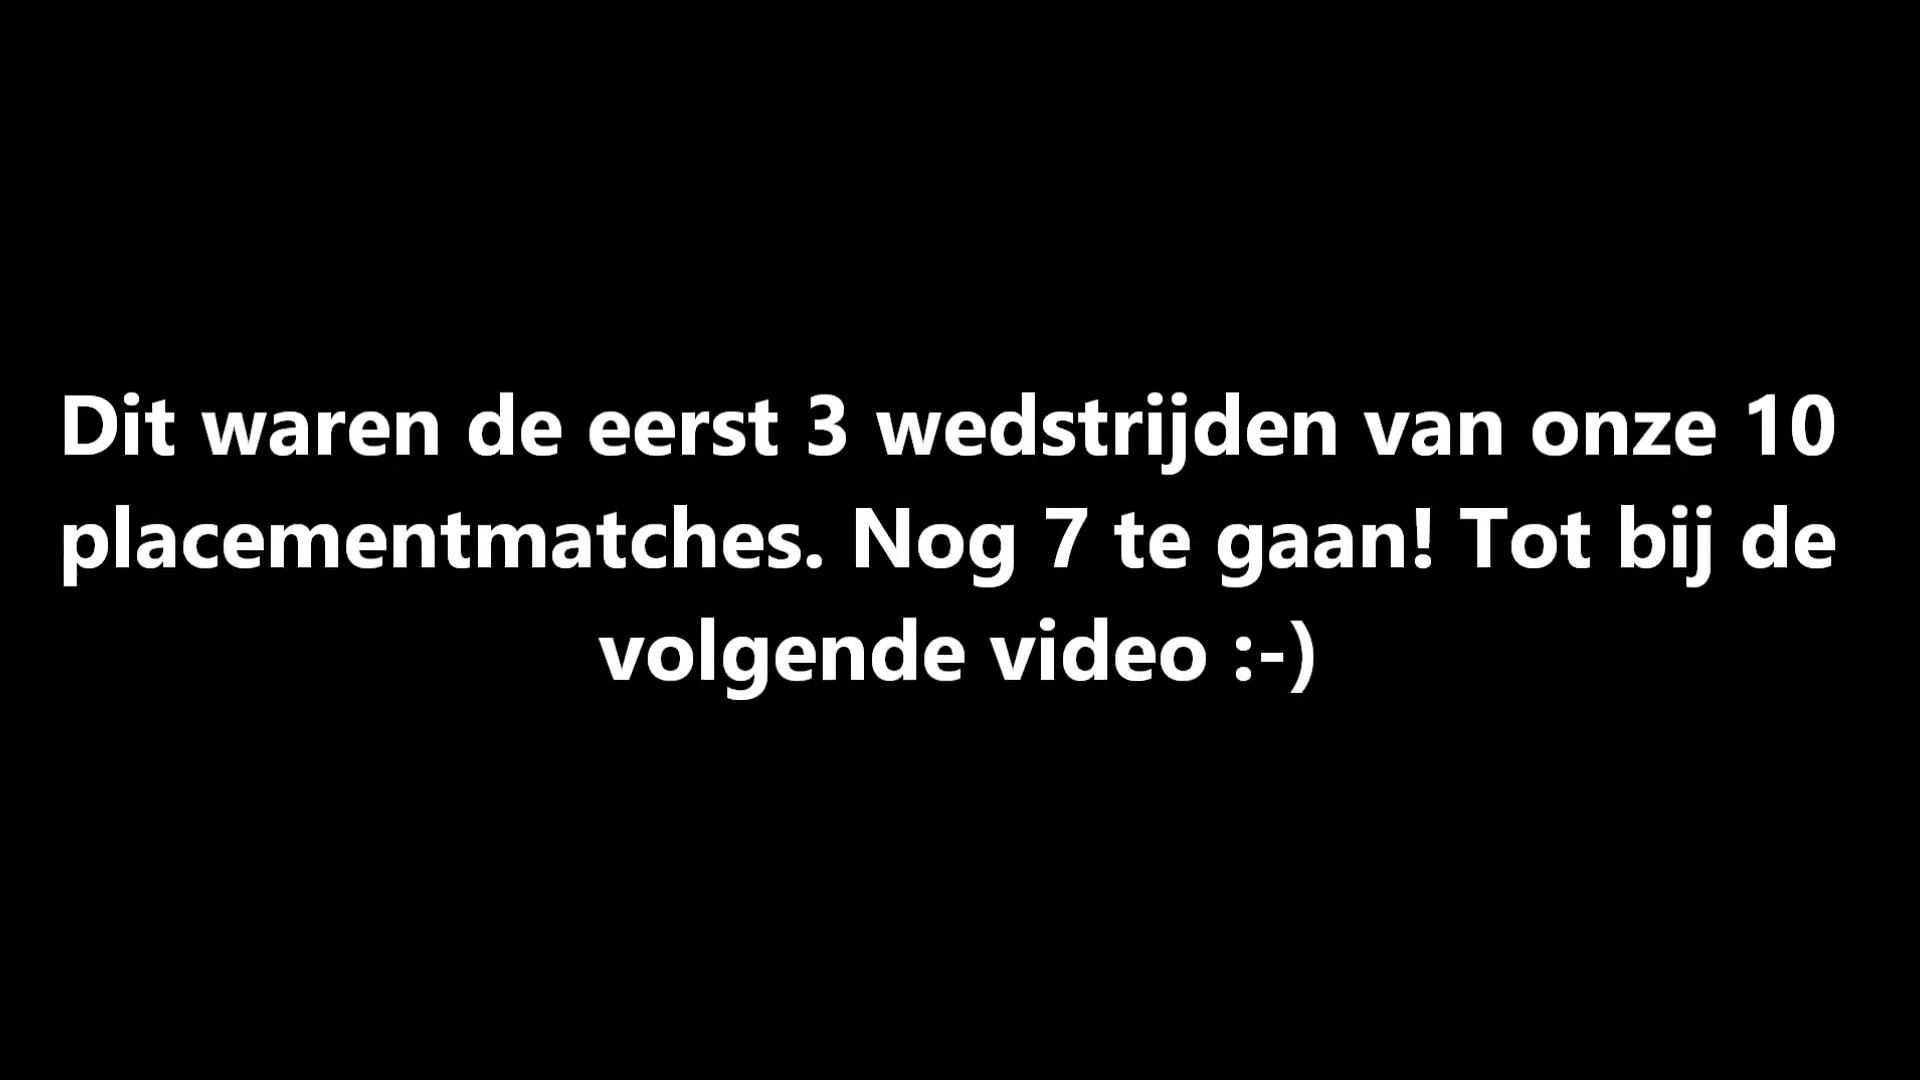 Dit waren de eerst 3 wedstrijden van onze 10
placementmatches. Nog 7 te gaan! Tot bij de
volgende video :-)